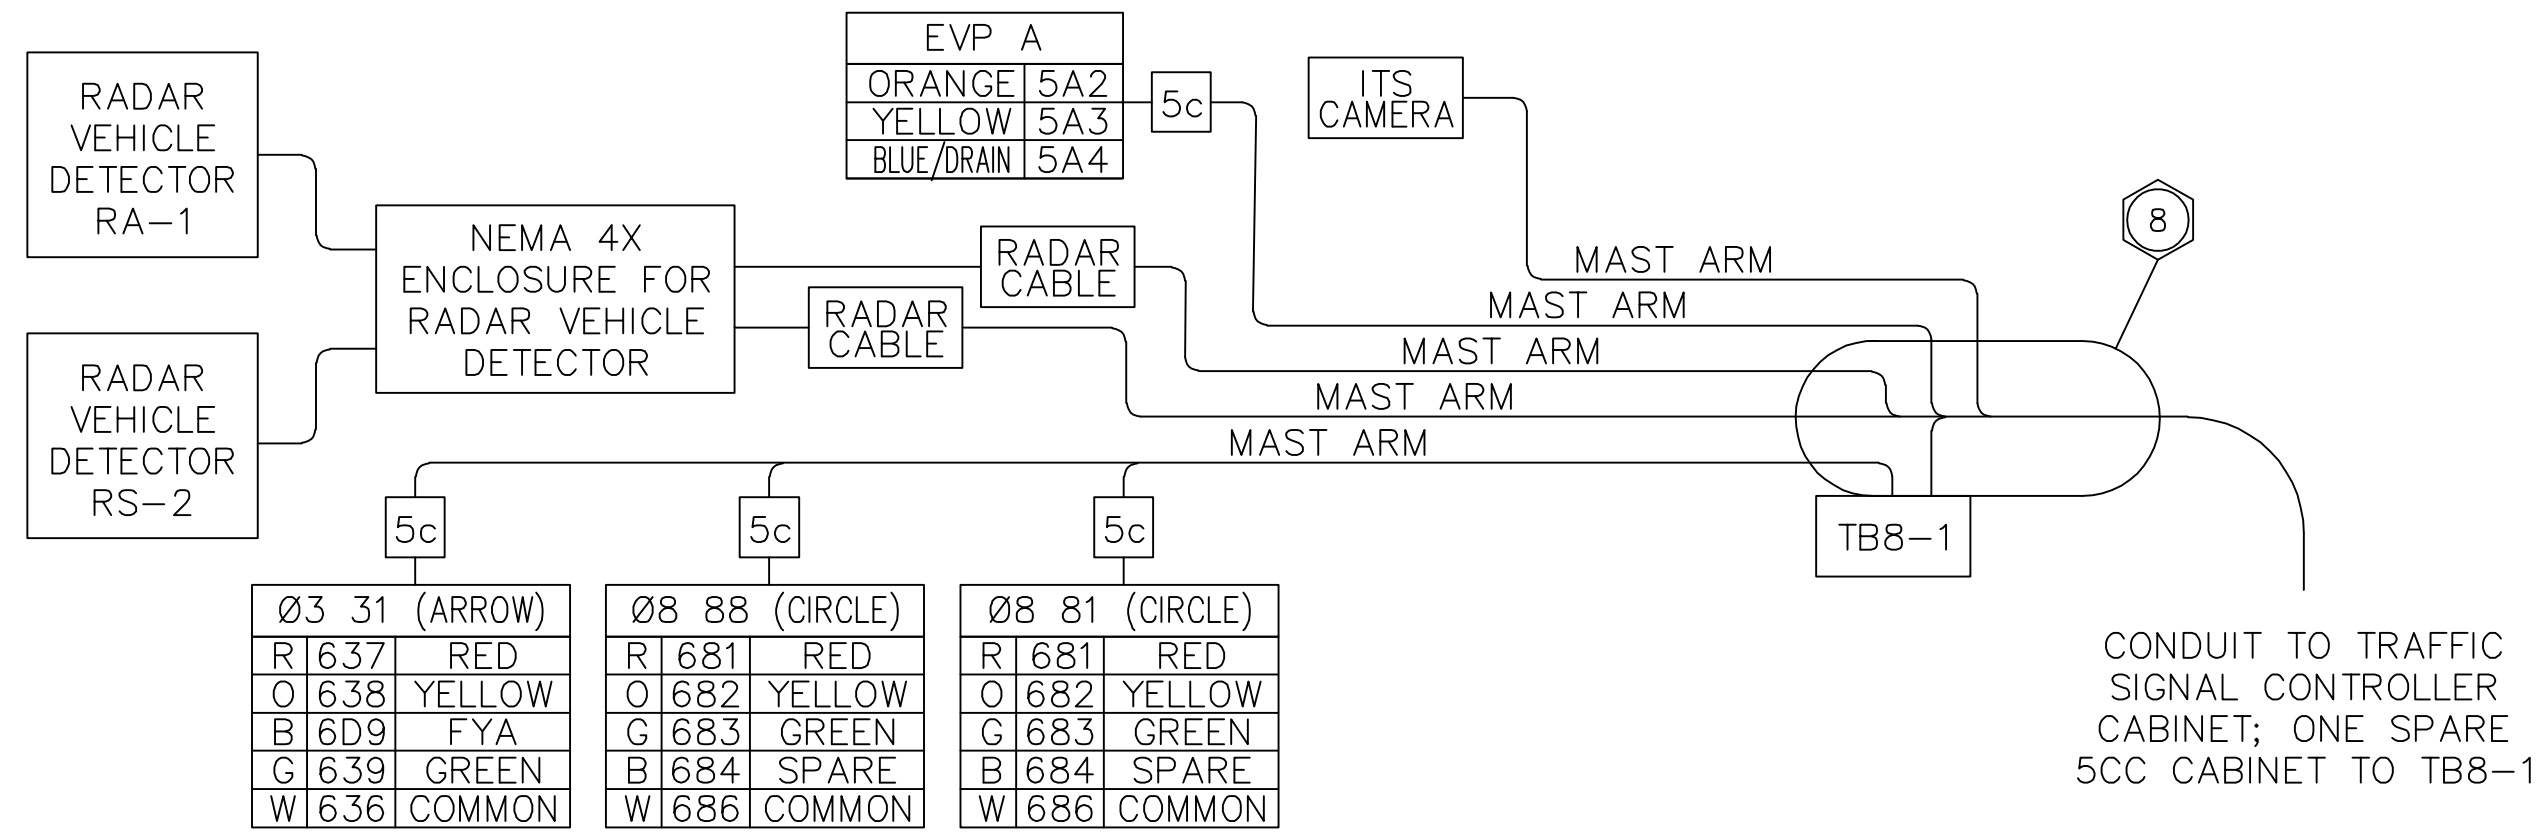 RADAR
VEHICLE
DETECTOR
RA-1
RADAR
VEHICLE
DETECTOR
RS-2
NEMA 4X
ENCLOSURE FOR
RADAR VEHICLE
DETECTOR
EVP A
ORANGE 5A2
YELLOW 5A3
BLUE/DRAIN 5A4
5c
ITS
CAMERA
RADAR
CABLE
RADAR
CABLE
MAST ARM
MAST ARM
MAST ARM
MAST ARM
MAST ARM
8
TB8-1
5c
5c
5c
Ø3 31 (ARROW)
R 637 RED
O 638 YELLOW
B 6D9 FYA
G 639 GREEN
W 636 COMMON
Ø8 88 (CIRCLE)
R 681 RED
O 682 YELLOW
G 683 GREEN
B 684 SPARE
W 686 COMMON
Ø8 81 (CIRCLE)
R 681 RED
O 682 YELLOW
G 683 GREEN
B 684 SPARE
W 686 COMMON
CONDUIT TO TRAFFIC
SIGNAL CONTROLLER
CABINET; ONE SPARE
5CC CABINET TO TB8-1